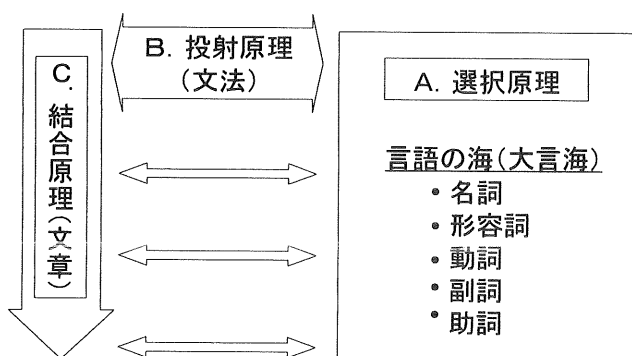 B. 投射原理
(文法)
C. 結合原理(文章)
A. 選択原理
言語の海(大言海)
• 名詞
• 形容詞
• 動詞
• 副詞
• 助詞